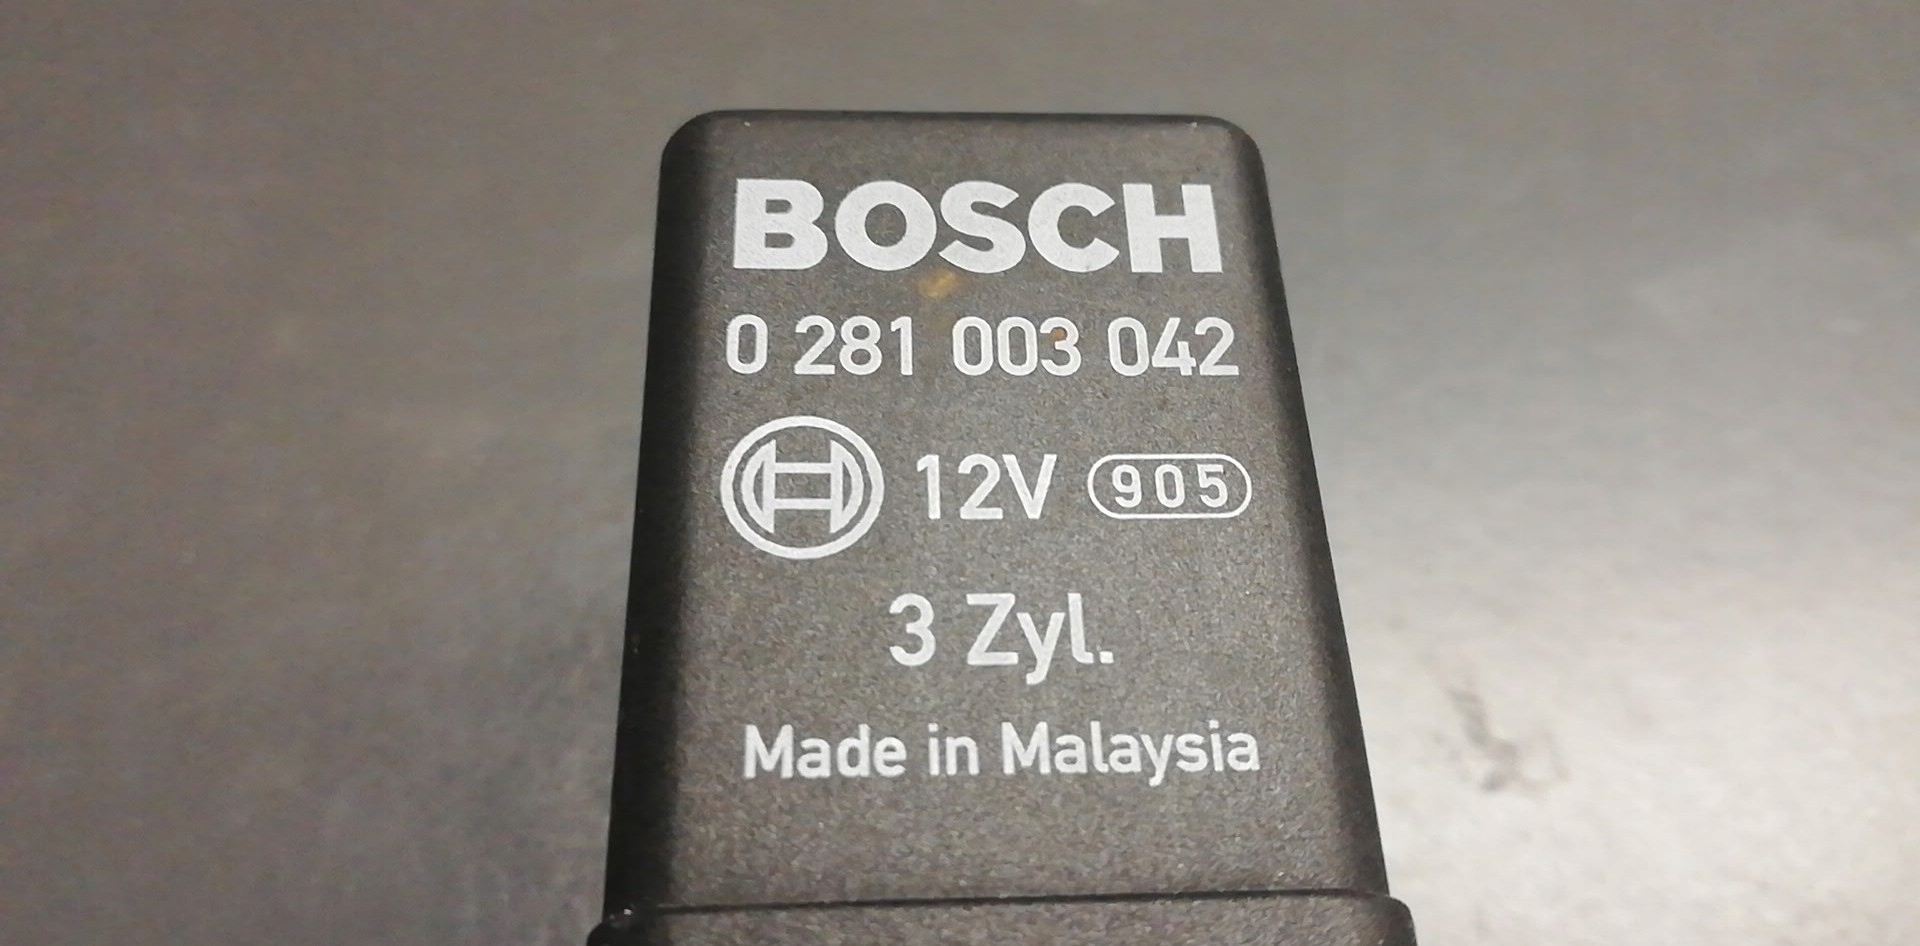 BOSCH
0 281 003 042
12V 905
3 Zyl.
Made in Malaysia